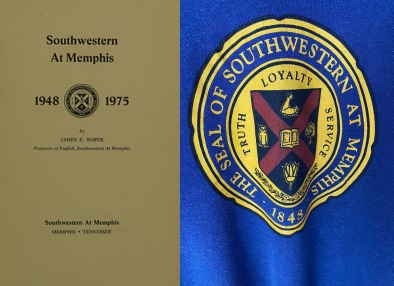 Southwestern
At Memphis
1948 1975
by
JAMES E. ROPER
Professor of English, Southwestern At Memphis
Southwestern At Memphis
MEMPHIS • TENNESSEE
THE SEAL OF SOUTHWESTERN AT MEMPHIS
LOYALTY
TRUTH
SERVICE
· 1848 ·